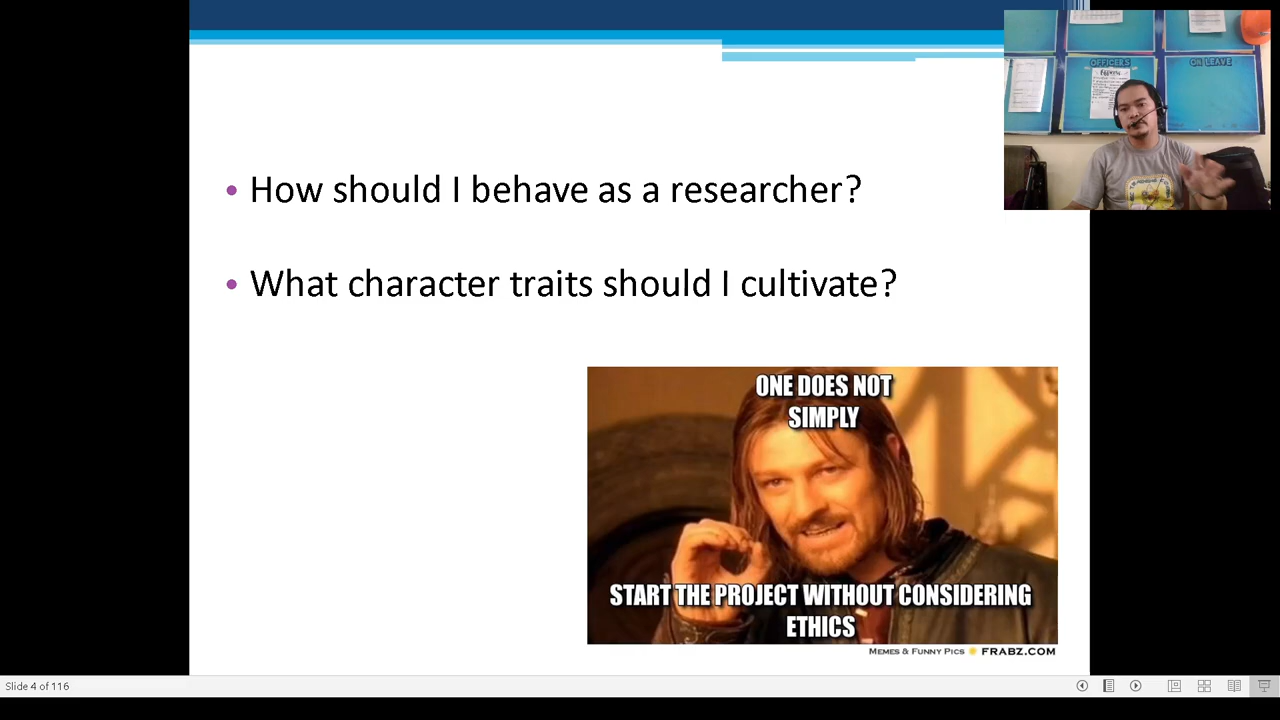 OFFICERS
ON LEAVE
• How should I behave as a researcher?
• What character traits should I cultivate?
ONE DOES NOT
SIMPLY
START THE PROJECT WITHOUT CONSIDERING
ETHICS
MEMES & FUNNY PICS FRABZ.COM
Slide 4 of 116